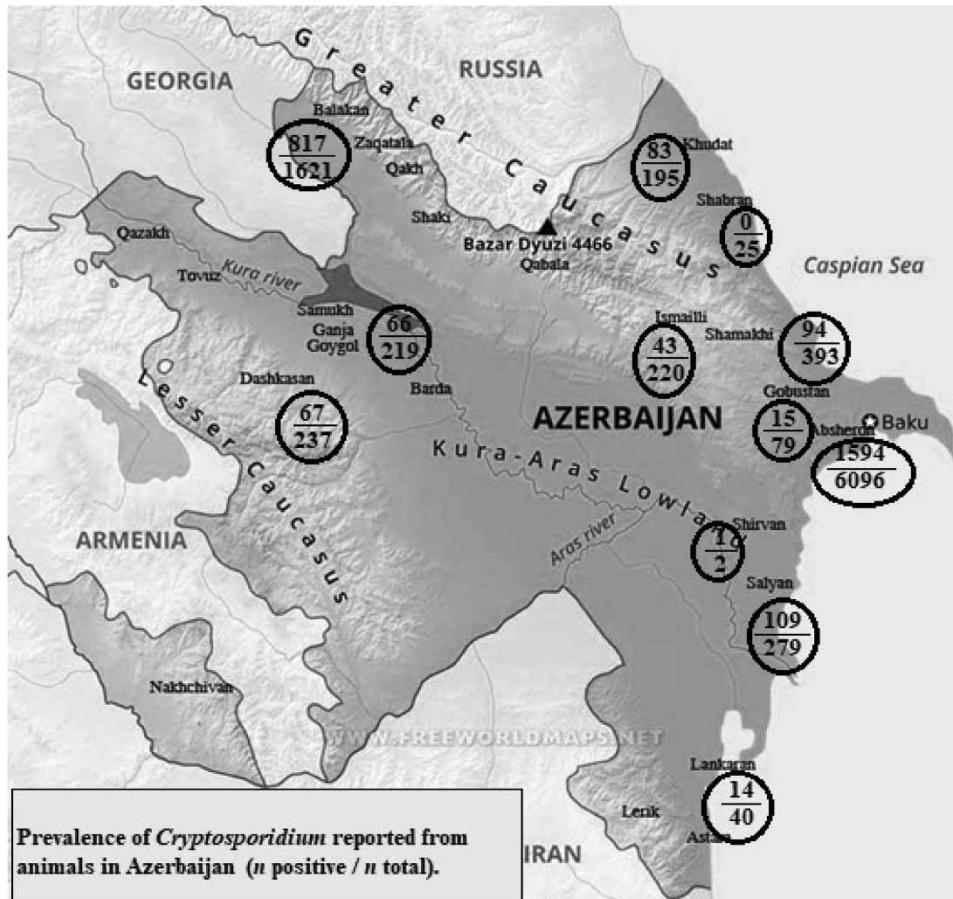 RUSSIA
GEORGIA
Greater Caucasus
Balakan
817
1621
Zaqatala
Qakh
83
195
Khudat
Shabran
0
25
Shaki
Bazar Dyuzi 4466
Qabala
Caspian Sea
Qazakh
Tovuz
Kura river
Samukh
Ganja
Goygol
66
219
Ismailli
43
220
Shamakhi
94
393
Dashkasan
67
237
Barda
Gobustan
15
79
AZERBAIJAN
Absheron
Baku
1594
6096
Lesser Caucasus
Kura-Aras Lowland
ARMENIA
Aras river
Shirvan
1
2
Salyan
109
279
Nakhchivan
WWW.FREEWORLDMAPS.NET
Lankaran
14
40
Lerik
Astara
IRAN
Prevalence of Cryptosporidium reported from
animals in Azerbaijan (n positive / n total).